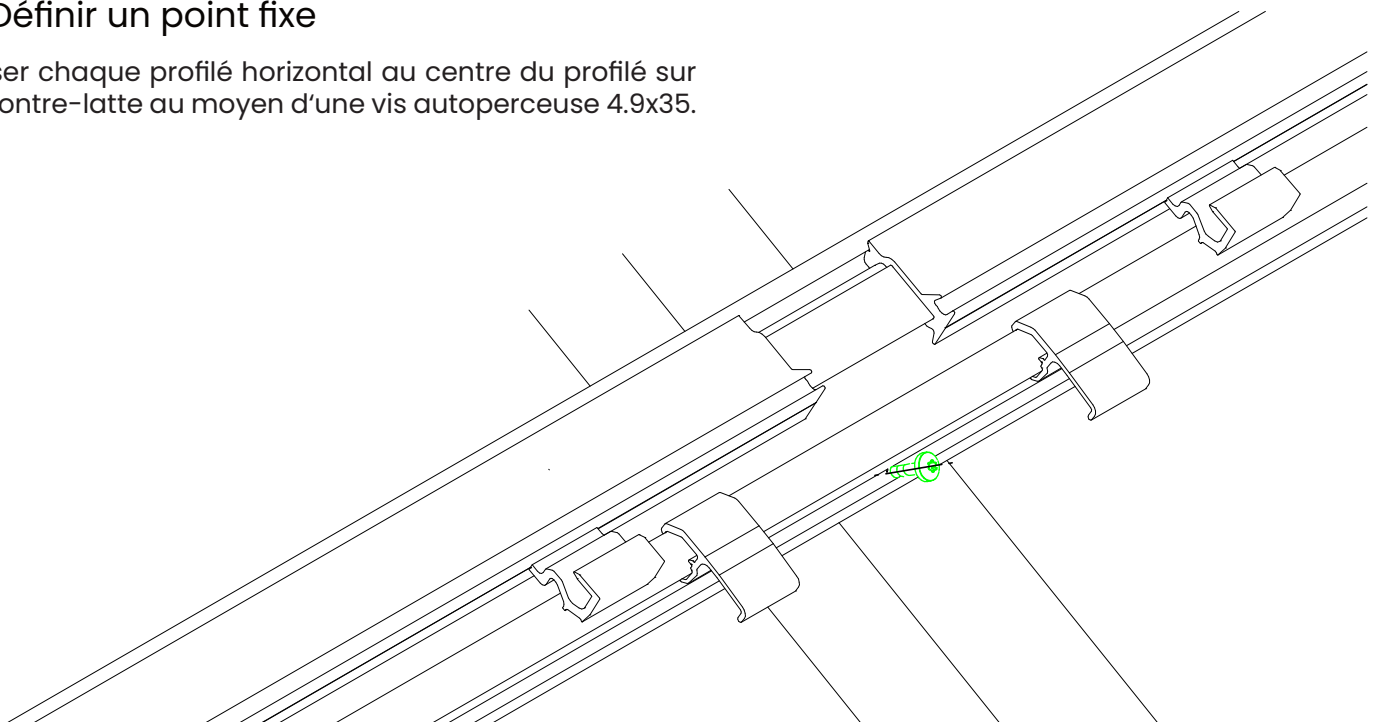 Définir un point fixe
ser chaque profilé horizontal au centre du profilé sur
ontre-latte au moyen d‘une vis autoperceuse 4.9x35.